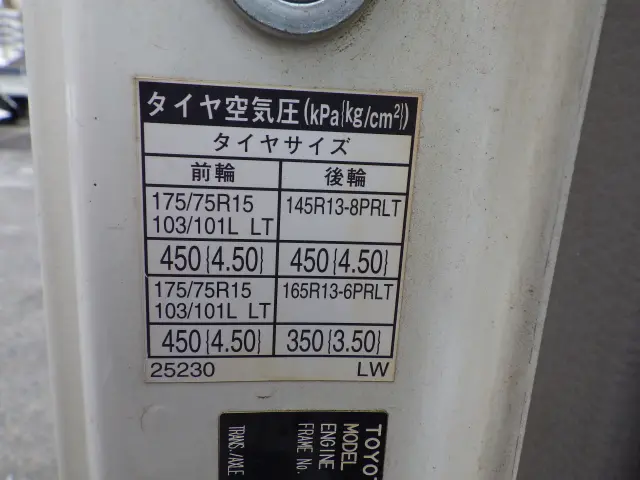 タイヤ空気圧(kPa{kg/cm²})
タイヤサイズ
前輪 後輪
175/75R15 145R13-8PRLT
103/101L LT
450{4.50} 450{4.50}
175/75R15 165R13-6PRLT
103/101L LT
450{4.50} 350{3.50}
25230 LW
MODEL
ENGINE
FRAME No.
TRANS./AXLE